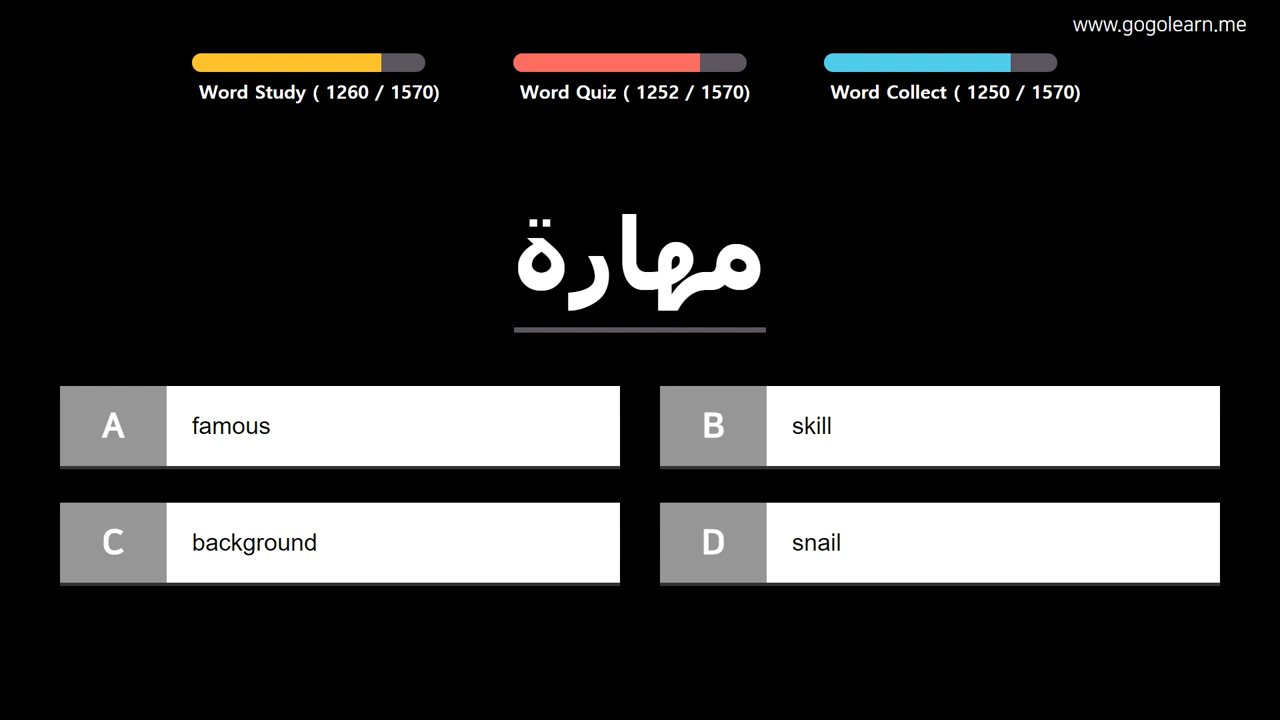 www.gogolearn.me
Word Study ( 1260 / 1570)
Word Quiz ( 1252 / 1570)
Word Collect ( 1250 / 1570)
مهارة
A famous
B skill
C background
D snail